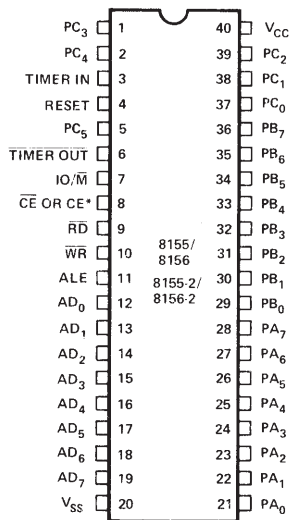 PC₃ 1 40 V_CC
PC₄ 2 39 PC₂
TIMER IN 3 38 PC₁
RESET 4 37 PC₀
PC₅ 5 36 PB₇
TIMER OUT 6 35 PB₆
IO/M 7 34 PB₅
CE OR CE* 8 33 PB₄
RD 9 32 PB₃
WR 10 8155/ 31 PB₂
8156
ALE 11 8155-2/ 30 PB₁
8156-2
AD₀ 12 29 PB₀
AD₁ 13 28 PA₇
AD₂ 14 27 PA₆
AD₃ 15 26 PA₅
AD₄ 16 25 PA₄
AD₅ 17 24 PA₃
AD₆ 18 23 PA₂
AD₇ 19 22 PA₁
V_SS 20 21 PA₀